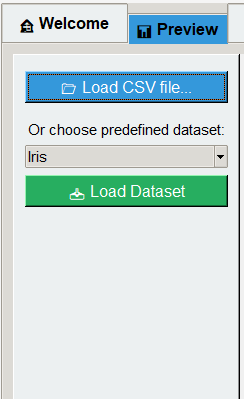 Welcome
Preview
Load CSV file...
Or choose predefined dataset:
Iris
Load Dataset